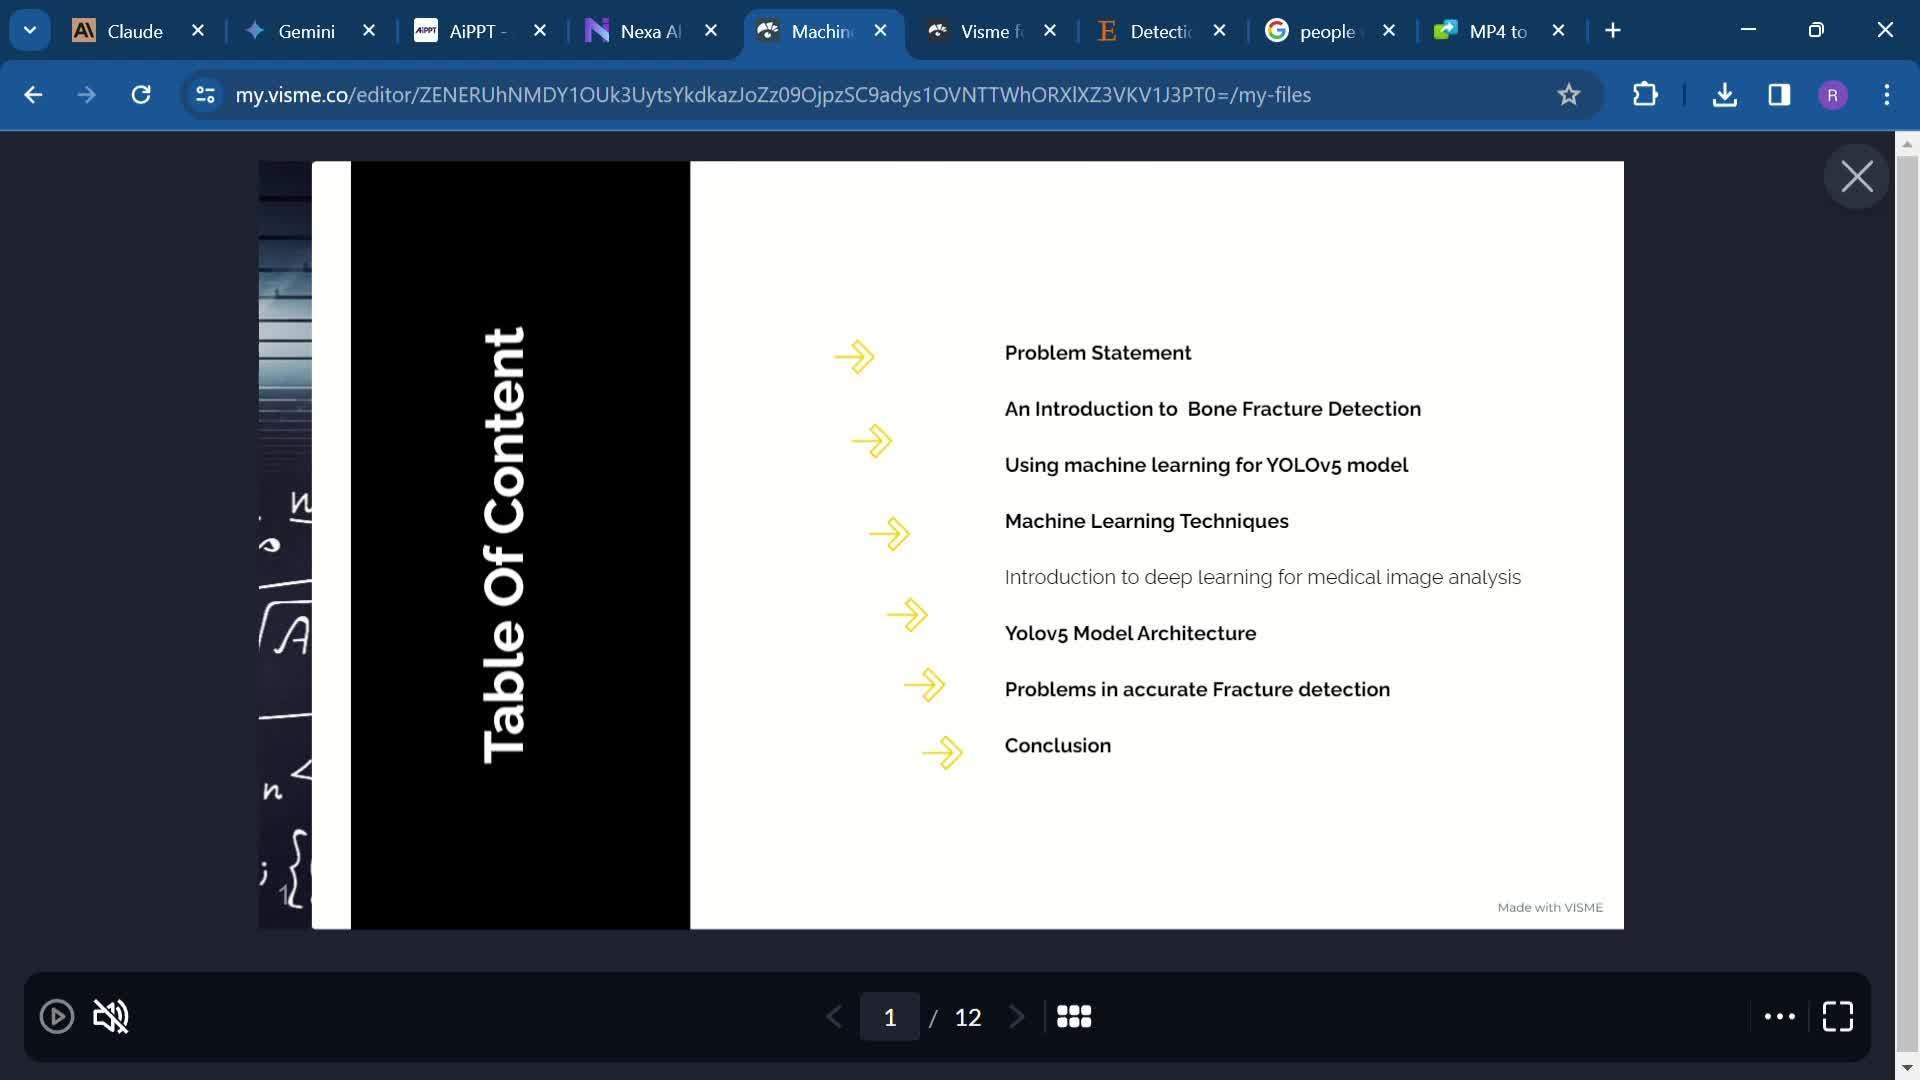 Claude
Gemini
AiPPT -
Nexa AI
Machin
Visme f
Detectic
people
MP4 to
my.visme.co/editor/ZENERUhNMDY1OUk3UytsYkdkazJoZz09OjpzSC9adys1OVNTTWhORXlXZ3VKV1J3PT0=/my-files
R
Table Of Content
Problem Statement
An Introduction to Bone Fracture Detection
Using machine learning for YOLOv5 model
Machine Learning Techniques
Introduction to deep learning for medical image analysis
Yolov5 Model Architecture
Problems in accurate Fracture detection
Conclusion
n
A
n
1
Made with VISME
1 / 12